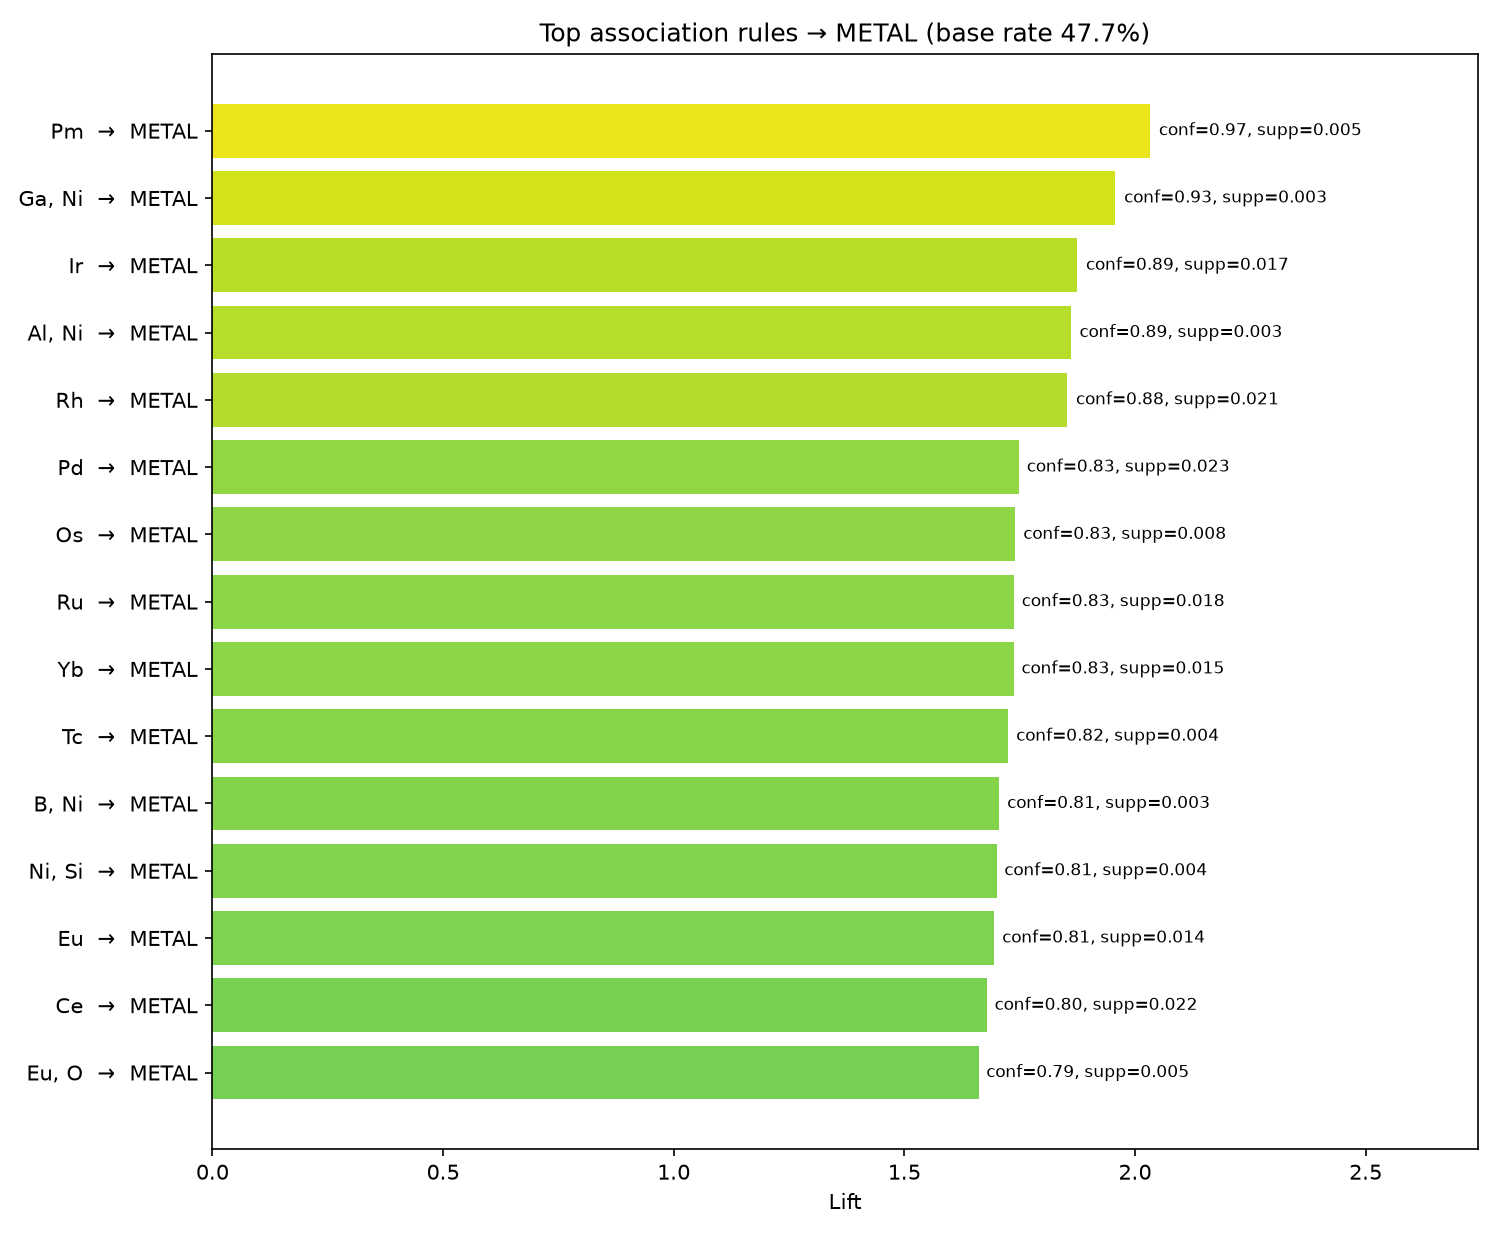 Top association rules → METAL (base rate 47.7%)
Pm → METAL conf=0.97, supp=0.005
Ga, Ni → METAL conf=0.93, supp=0.003
Ir → METAL conf=0.89, supp=0.017
Al, Ni → METAL conf=0.89, supp=0.003
Rh → METAL conf=0.88, supp=0.021
Pd → METAL conf=0.83, supp=0.023
Os → METAL conf=0.83, supp=0.008
Ru → METAL conf=0.83, supp=0.018
Yb → METAL conf=0.83, supp=0.015
Tc → METAL conf=0.82, supp=0.004
B, Ni → METAL conf=0.81, supp=0.003
Ni, Si → METAL conf=0.81, supp=0.004
Eu → METAL conf=0.81, supp=0.014
Ce → METAL conf=0.80, supp=0.022
Eu, O → METAL conf=0.79, supp=0.005
0.0 0.5 1.0 1.5 2.0 2.5
Lift